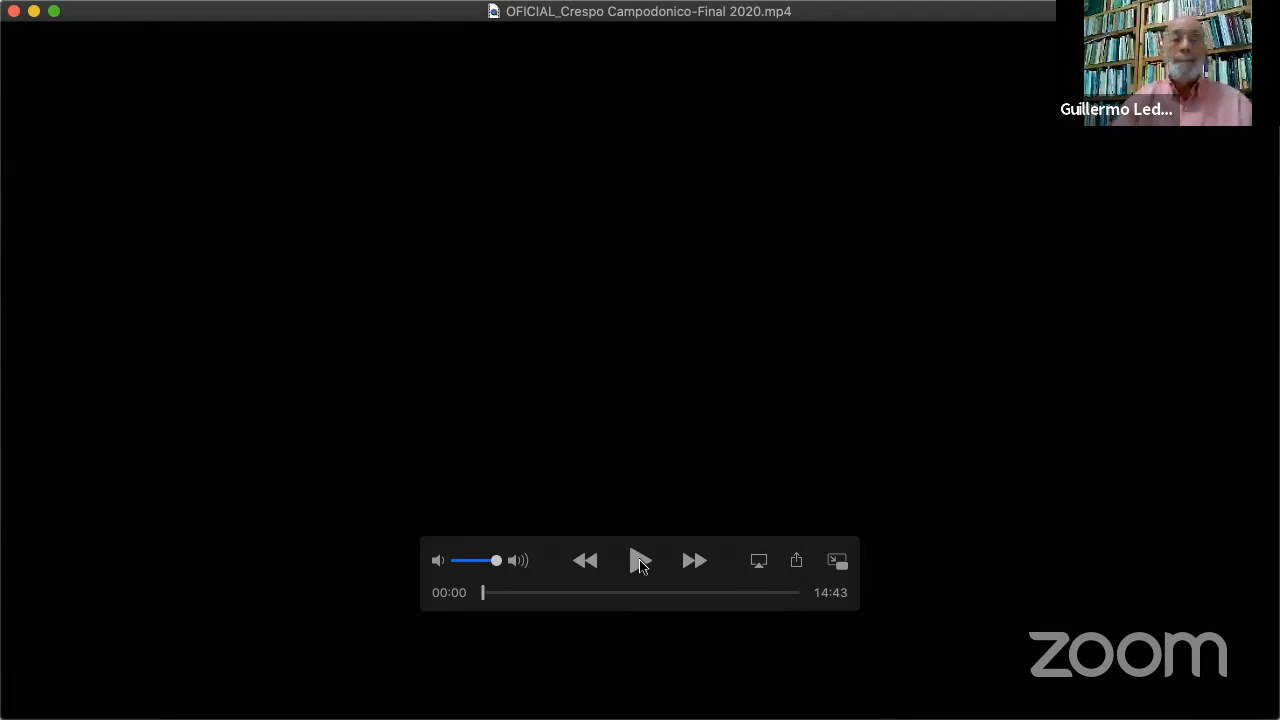 OFICIAL_Crespo Campodonico-Final 2020.mp4
Guillermo Led...
00:00
14:43
zoom